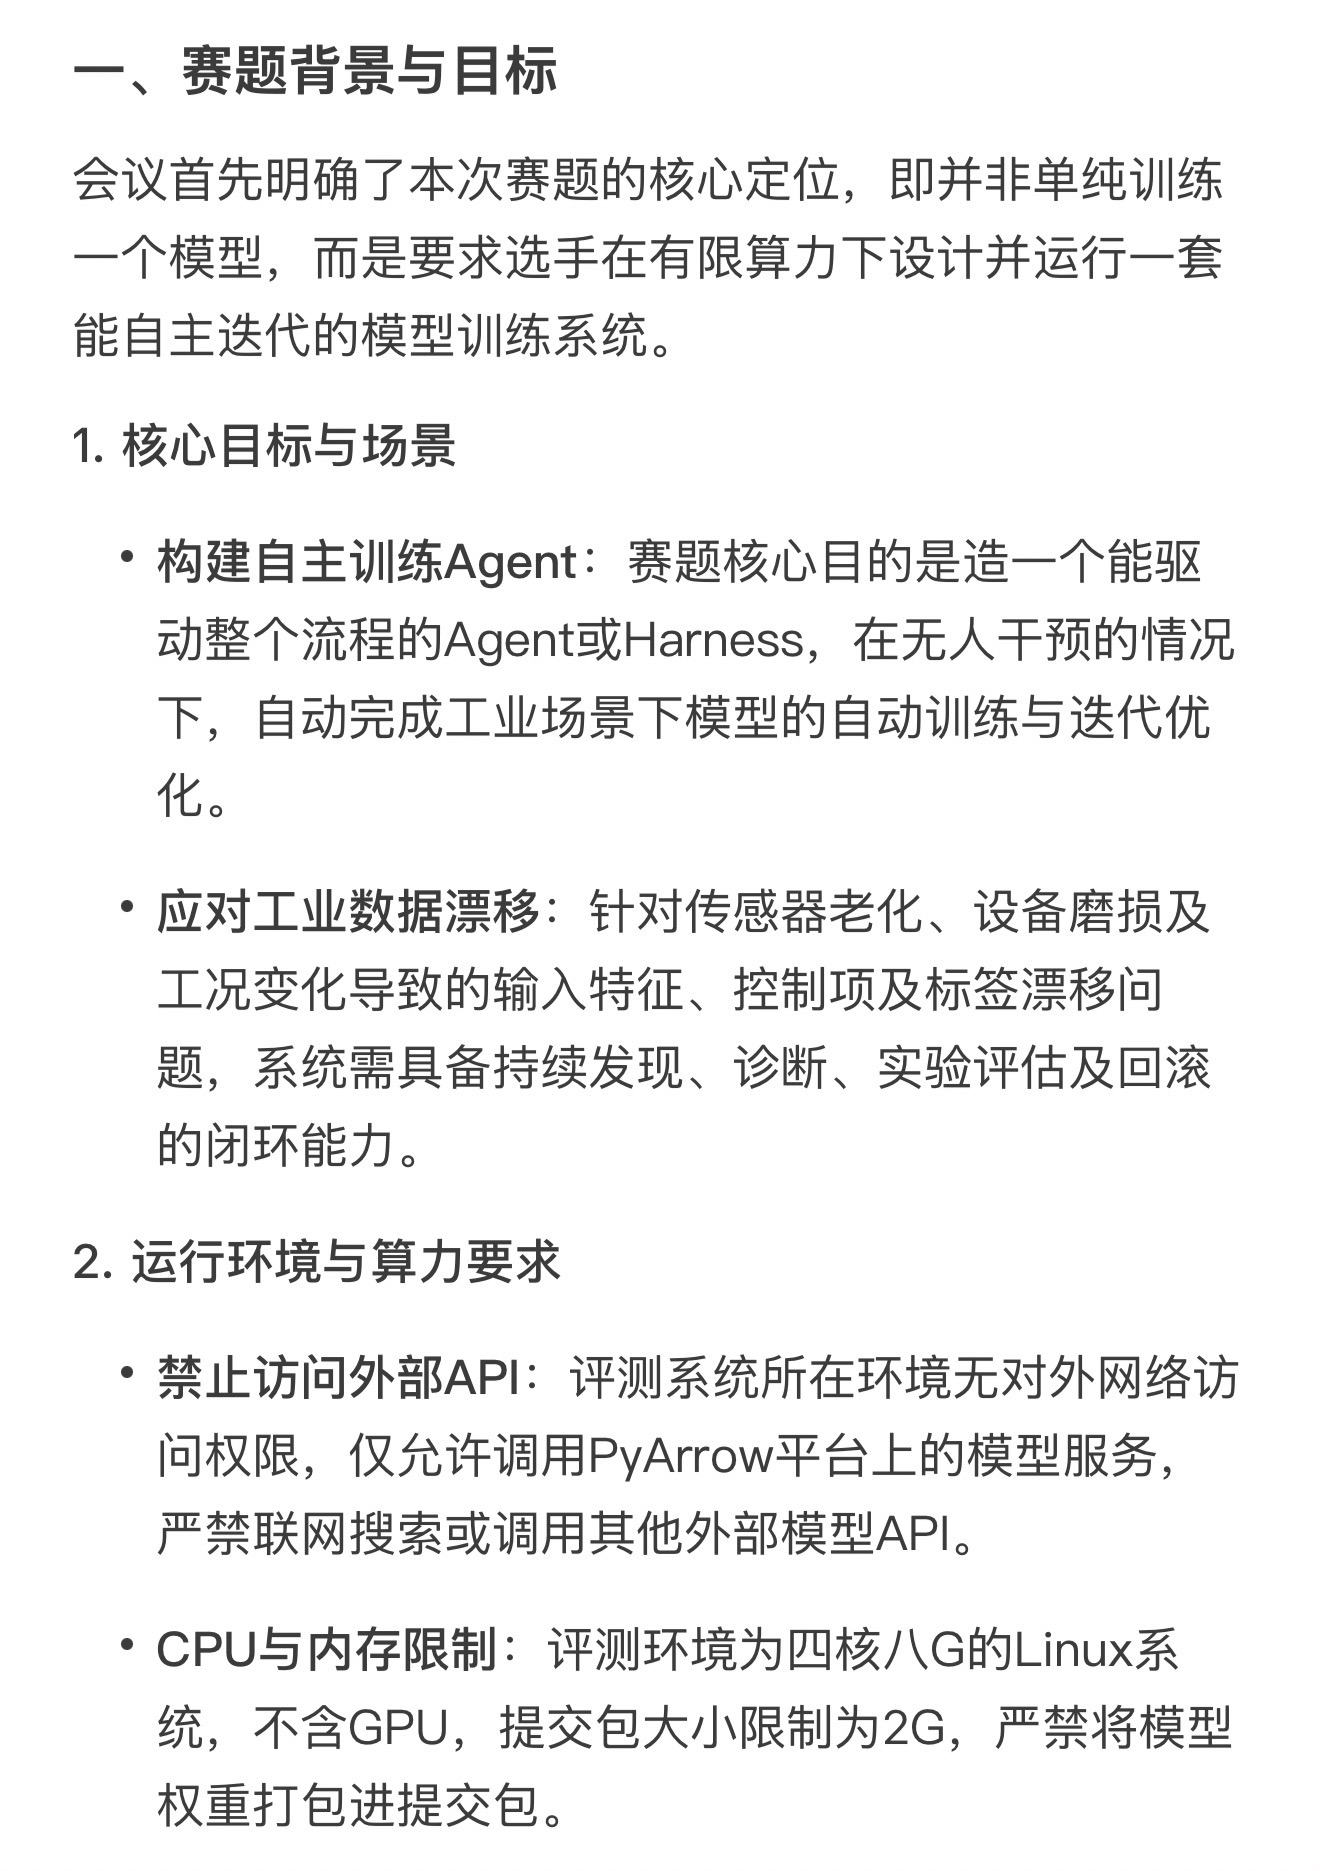 一、赛题背景与目标
会议首先明确了本次赛题的核心定位，即并非单纯训练
一个模型，而是要求选手在有限算力下设计并运行一套
能自主迭代的模型训练系统。
1. 核心目标与场景
• 构建自主训练Agent：赛题核心目的是造一个能驱
动整个流程的Agent或Harness，在无人干预的情况
下，自动完成工业场景下模型的自动训练与迭代优
化。
• 应对工业数据漂移：针对传感器老化、设备磨损及
工况变化导致的输入特征、控制项及标签漂移问
题，系统需具备持续发现、诊断、实验评估及回滚
的闭环能力。
2. 运行环境与算力要求
• 禁止访问外部API：评测系统所在环境无对外网络访
问权限，仅允许调用PyArrow平台上的模型服务，
严禁联网搜索或调用其他外部模型API。
• CPU与内存限制：评测环境为四核八G的Linux系
统，不含GPU，提交包大小限制为2G，严禁将模型
权重打包进提交包。